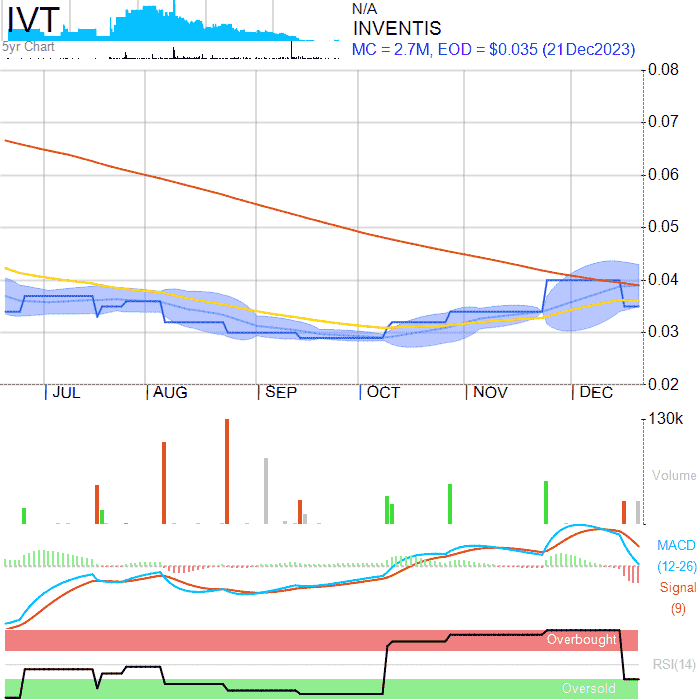 IVT
5yr Chart
N/A
INVENTIS
MC = 2.7M, EOD = $0.035 (21Dec2023)
0.08
0.07
0.06
0.05
0.04
0.03
0.02
JUL AUG SEP OCT NOV DEC
130k
Volume
MACD
(12-26)
Signal
(9)
Overbought
RSI(14)
Oversold